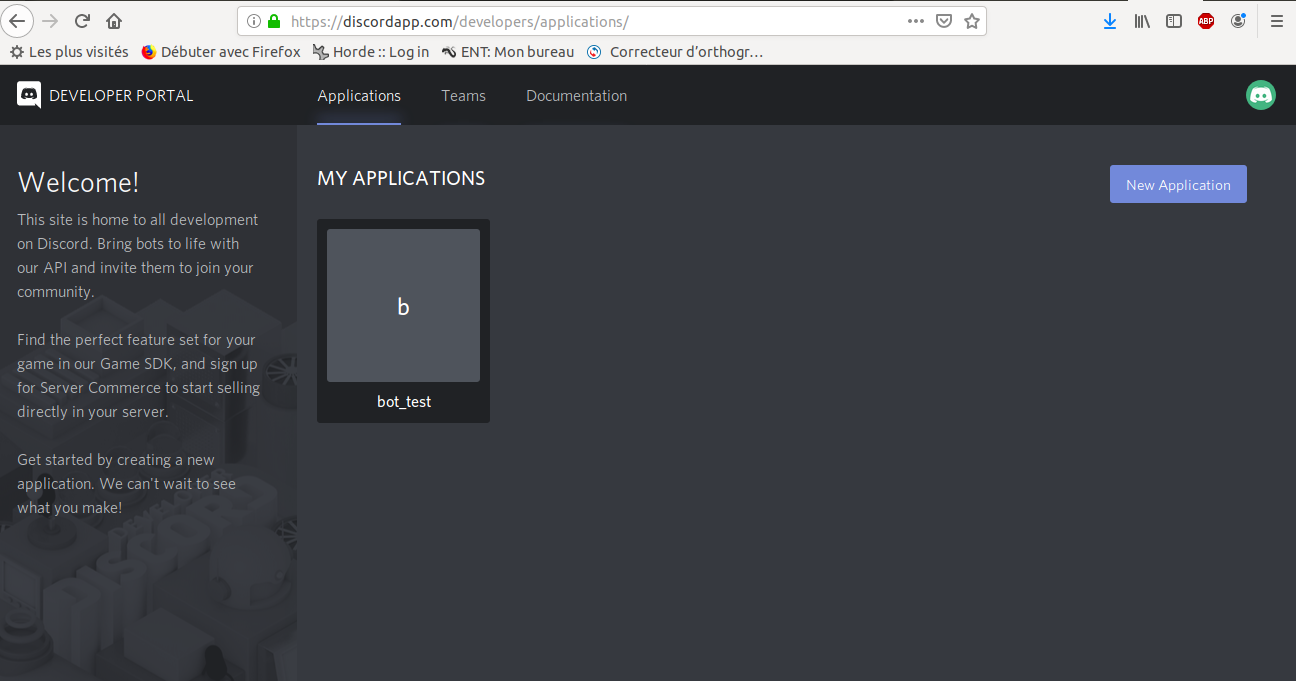 https://discordapp.com/developers/applications/
ABP
Les plus visités
Débuter avec Firefox
Horde :: Log in
ENT: Mon bureau
Correcteur d'orthogr…
DEVELOPER PORTAL
Applications
Teams
Documentation
Welcome!
This site is home to all development
on Discord. Bring bots to life with
our API and invite them to join your
community.
Find the perfect feature set for your
game in our Game SDK, and sign up
for Server Commerce to start selling
directly in your server.
Get started by creating a new
application. We can't wait to see
what you make!
MY APPLICATIONS
New Application
b
bot_test